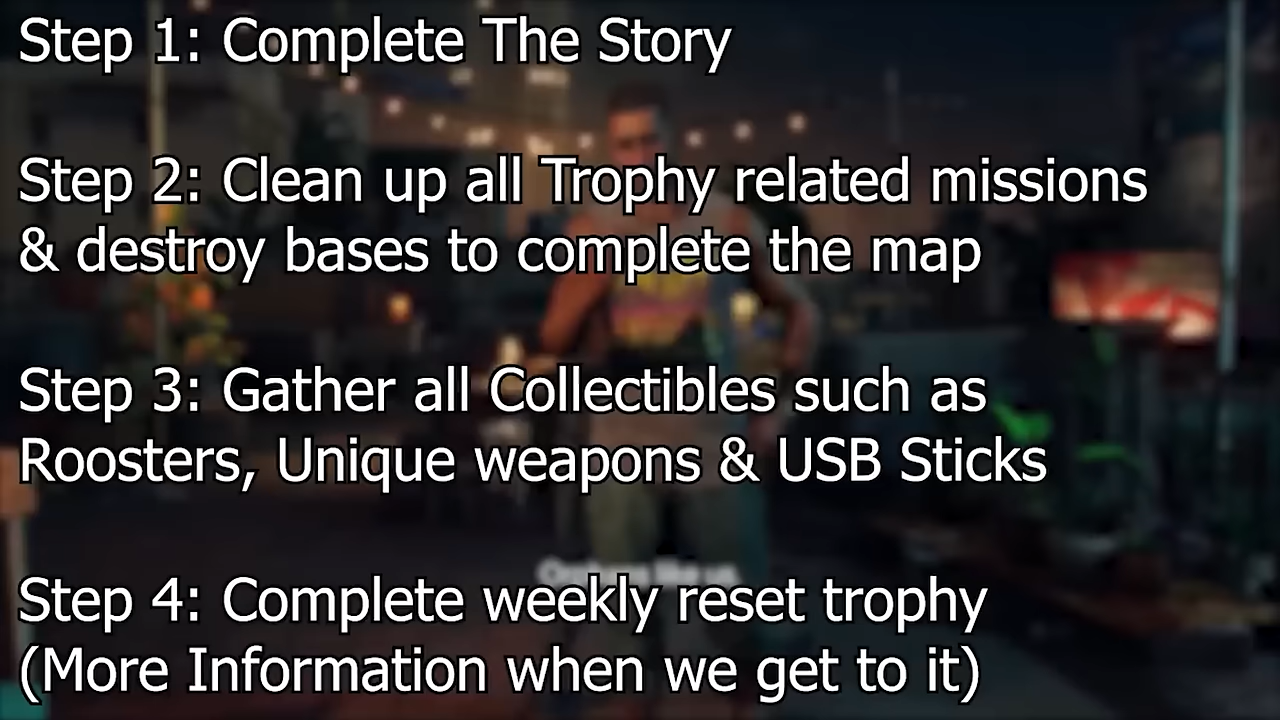 Step 1: Complete The Story
Step 2: Clean up all Trophy related missions
& destroy bases to complete the map
Step 3: Gather all Collectibles such as
Roosters, Unique weapons & USB Sticks
Step 4: Complete weekly reset trophy
(More Information when we get to it)